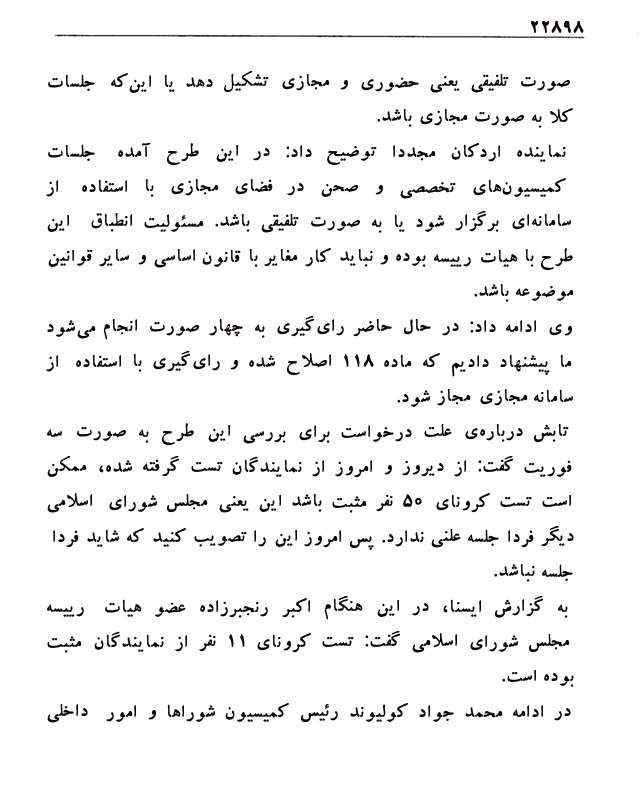 ۲۲۸۹۸
صورت تلفیقی یعنی حضوری و مجازی تشکیل دهد یا این‌که جلسات
کلا به صورت مجازی باشد.
نماینده اردکان مجددا توضیح داد: در این طرح آمده جلسات
کمیسیون‌های تخصصی و صحن در فضای مجازی با استفاده از
سامانه‌ای برگزار شود یا به صورت تلفیقی باشد. مسئولیت انطباق این
طرح با هیات رییسه بوده و نباید کار مغایر با قانون اساسی و سایر قوانین
موضوعه باشد.
وی ادامه داد: در حال حاضر رای‌گیری به چهار صورت انجام می‌شود
ما پیشنهاد دادیم که ماده ۱۱۸ اصلاح شده و رای‌گیری با استفاده از
سامانه مجازی مجاز شود.
تابش درباره‌ی علت درخواست برای بررسی این طرح به صورت سه
فوریت گفت: از دیروز و امروز از نمایندگان تست گرفته شده، ممکن
است تست کرونای ۵۰ نفر مثبت باشد این یعنی مجلس شورای اسلامی
دیگر فردا جلسه علنی ندارد. پس امروز این را تصویب کنید که شاید فردا
جلسه نباشد.
به گزارش ایسنا، در این هنگام اکبر رنجبرزاده عضو هیات رییسه
مجلس شورای اسلامی گفت: تست کرونای ۱۱ نفر از نمایندگان مثبت
بوده است.
در ادامه محمد جواد کولیوند رئیس کمیسیون شوراها و امور داخلی